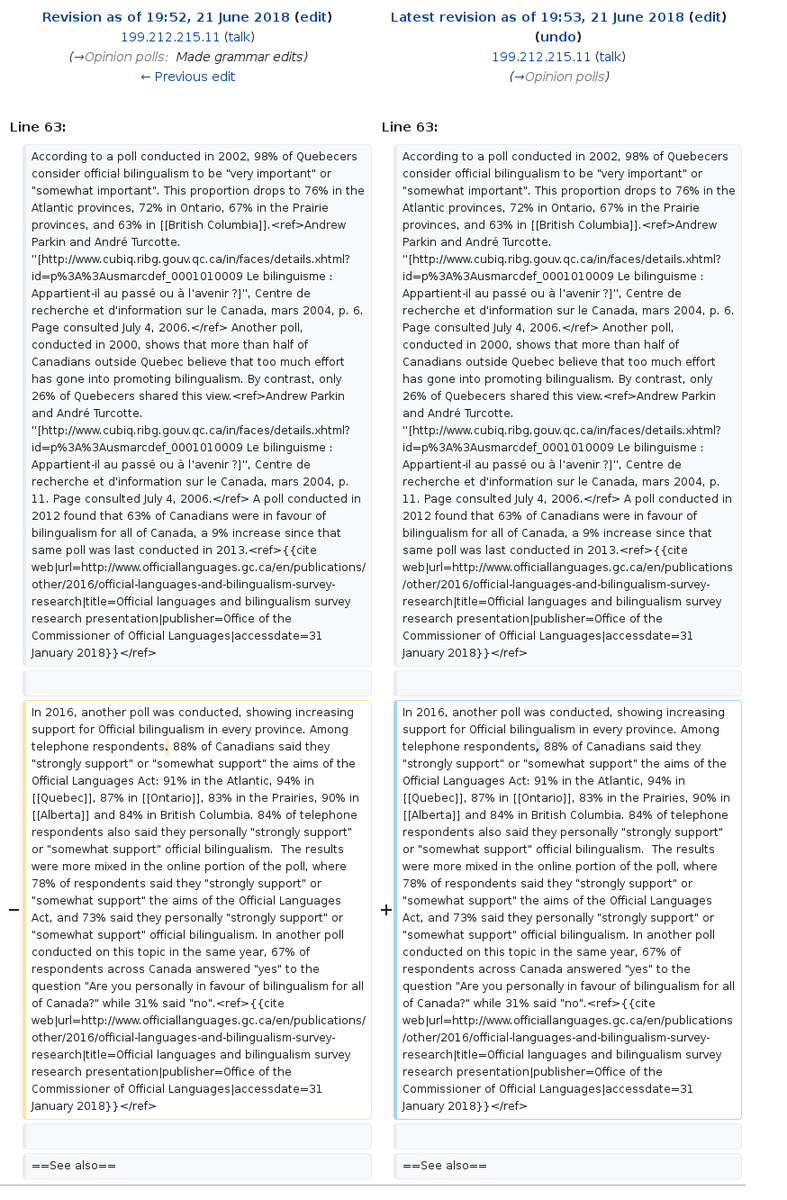 Revision as of 19:52, 21 June 2018 (edit)
199.212.215.11 (talk)
(→Opinion polls: Made grammar edits)
← Previous edit
Latest revision as of 19:53, 21 June 2018 (edit)
(undo)
199.212.215.11 (talk)
(→Opinion polls)
Line 63:
According to a poll conducted in 2002, 98% of Quebecers
consider official bilingualism to be "very important" or
"somewhat important". This proportion drops to 76% in the
Atlantic provinces, 72% in Ontario, 67% in the Prairie
provinces, and 63% in [[British Columbia]].<ref>Andrew
Parkin and André Turcotte.
"[http://www.cubiq.ribg.gouv.qc.ca/in/faces/details.xhtml?
id=p%3A%3Ausmarcdef_0001010009 Le bilinguisme :
Appartient-il au passé ou à l'avenir ?]", Centre de
recherche et d'information sur le Canada, mars 2004, p. 6.
Page consulted July 4, 2006.</ref> Another poll,
conducted in 2000, shows that more than half of
Canadians outside Quebec believe that too much effort
has gone into promoting bilingualism. By contrast, only
26% of Quebecers shared this view.<ref>Andrew Parkin
and André Turcotte.
"[http://www.cubiq.ribg.gouv.qc.ca/in/faces/details.xhtml?
id=p%3A%3Ausmarcdef_0001010009 Le bilinguisme :
Appartient-il au passé ou à l'avenir ?]", Centre de
recherche et d'information sur le Canada, mars 2004, p.
11. Page consulted July 4, 2006.</ref> A poll conducted in
2012 found that 63% of Canadians were in favour of
bilingualism for all of Canada, a 9% increase since that
same poll was last conducted in 2013.<ref>{{cite
web|url=http://www.officiallanguages.gc.ca/en/publications/
other/2016/official-languages-and-bilingualism-survey-
research|title=Official languages and bilingualism survey
research presentation|publisher=Office of the
Commissioner of Official Languages|accessdate=31
January 2018}}</ref>
− In 2016, another poll was conducted, showing increasing
support for Official bilingualism in every province. Among
telephone respondents. 88% of Canadians said they
"strongly support" or "somewhat support" the aims of the
Official Languages Act: 91% in the Atlantic, 94% in
[[Quebec]], 87% in [[Ontario]], 83% in the Prairies, 90% in
[[Alberta]] and 84% in British Columbia. 84% of telephone
respondents also said they personally "strongly support"
or "somewhat support" official bilingualism.  The results
were more mixed in the online portion of the poll, where
78% of respondents said they "strongly support" or
"somewhat support" the aims of the Official Languages
Act, and 73% said they personally "strongly support" or
"somewhat support" official bilingualism. In another poll
conducted on this topic in the same year, 67% of
respondents across Canada answered "yes" to the
question "Are you personally in favour of bilingualism for all
of Canada?" while 31% said "no".<ref>{{cite
web|url=http://www.officiallanguages.gc.ca/en/publications/
other/2016/official-languages-and-bilingualism-survey-
research|title=Official languages and bilingualism survey
research presentation|publisher=Office of the
Commissioner of Official Languages|accessdate=31
January 2018}}</ref>
==See also==
Line 63:
According to a poll conducted in 2002, 98% of Quebecers
consider official bilingualism to be "very important" or
"somewhat important". This proportion drops to 76% in the
Atlantic provinces, 72% in Ontario, 67% in the Prairie
provinces, and 63% in [[British Columbia]].<ref>Andrew
Parkin and André Turcotte.
"[http://www.cubiq.ribg.gouv.qc.ca/in/faces/details.xhtml?
id=p%3A%3Ausmarcdef_0001010009 Le bilinguisme :
Appartient-il au passé ou à l'avenir ?]", Centre de
recherche et d'information sur le Canada, mars 2004, p. 6.
Page consulted July 4, 2006.</ref> Another poll,
conducted in 2000, shows that more than half of
Canadians outside Quebec believe that too much effort
has gone into promoting bilingualism. By contrast, only
26% of Quebecers shared this view.<ref>Andrew Parkin
and André Turcotte.
"[http://www.cubiq.ribg.gouv.qc.ca/in/faces/details.xhtml?
id=p%3A%3Ausmarcdef_0001010009 Le bilinguisme :
Appartient-il au passé ou à l'avenir ?]", Centre de
recherche et d'information sur le Canada, mars 2004, p.
11. Page consulted July 4, 2006.</ref> A poll conducted in
2012 found that 63% of Canadians were in favour of
bilingualism for all of Canada, a 9% increase since that
same poll was last conducted in 2013.<ref>{{cite
web|url=http://www.officiallanguages.gc.ca/en/publications
/other/2016/official-languages-and-bilingualism-survey-
research|title=Official languages and bilingualism survey
research presentation|publisher=Office of the
Commissioner of Official Languages|accessdate=31
January 2018}}</ref>
+ In 2016, another poll was conducted, showing increasing
support for Official bilingualism in every province. Among
telephone respondents, 88% of Canadians said they
"strongly support" or "somewhat support" the aims of the
Official Languages Act: 91% in the Atlantic, 94% in
[[Quebec]], 87% in [[Ontario]], 83% in the Prairies, 90% in
[[Alberta]] and 84% in British Columbia. 84% of telephone
respondents also said they personally "strongly support"
or "somewhat support" official bilingualism.  The results
were more mixed in the online portion of the poll, where
78% of respondents said they "strongly support" or
"somewhat support" the aims of the Official Languages
Act, and 73% said they personally "strongly support" or
"somewhat support" official bilingualism. In another poll
conducted on this topic in the same year, 67% of
respondents across Canada answered "yes" to the
question "Are you personally in favour of bilingualism for all
of Canada?" while 31% said "no".<ref>{{cite
web|url=http://www.officiallanguages.gc.ca/en/publications
/other/2016/official-languages-and-bilingualism-survey-
research|title=Official languages and bilingualism survey
research presentation|publisher=Office of the
Commissioner of Official Languages|accessdate=31
January 2018}}</ref>
==See also==